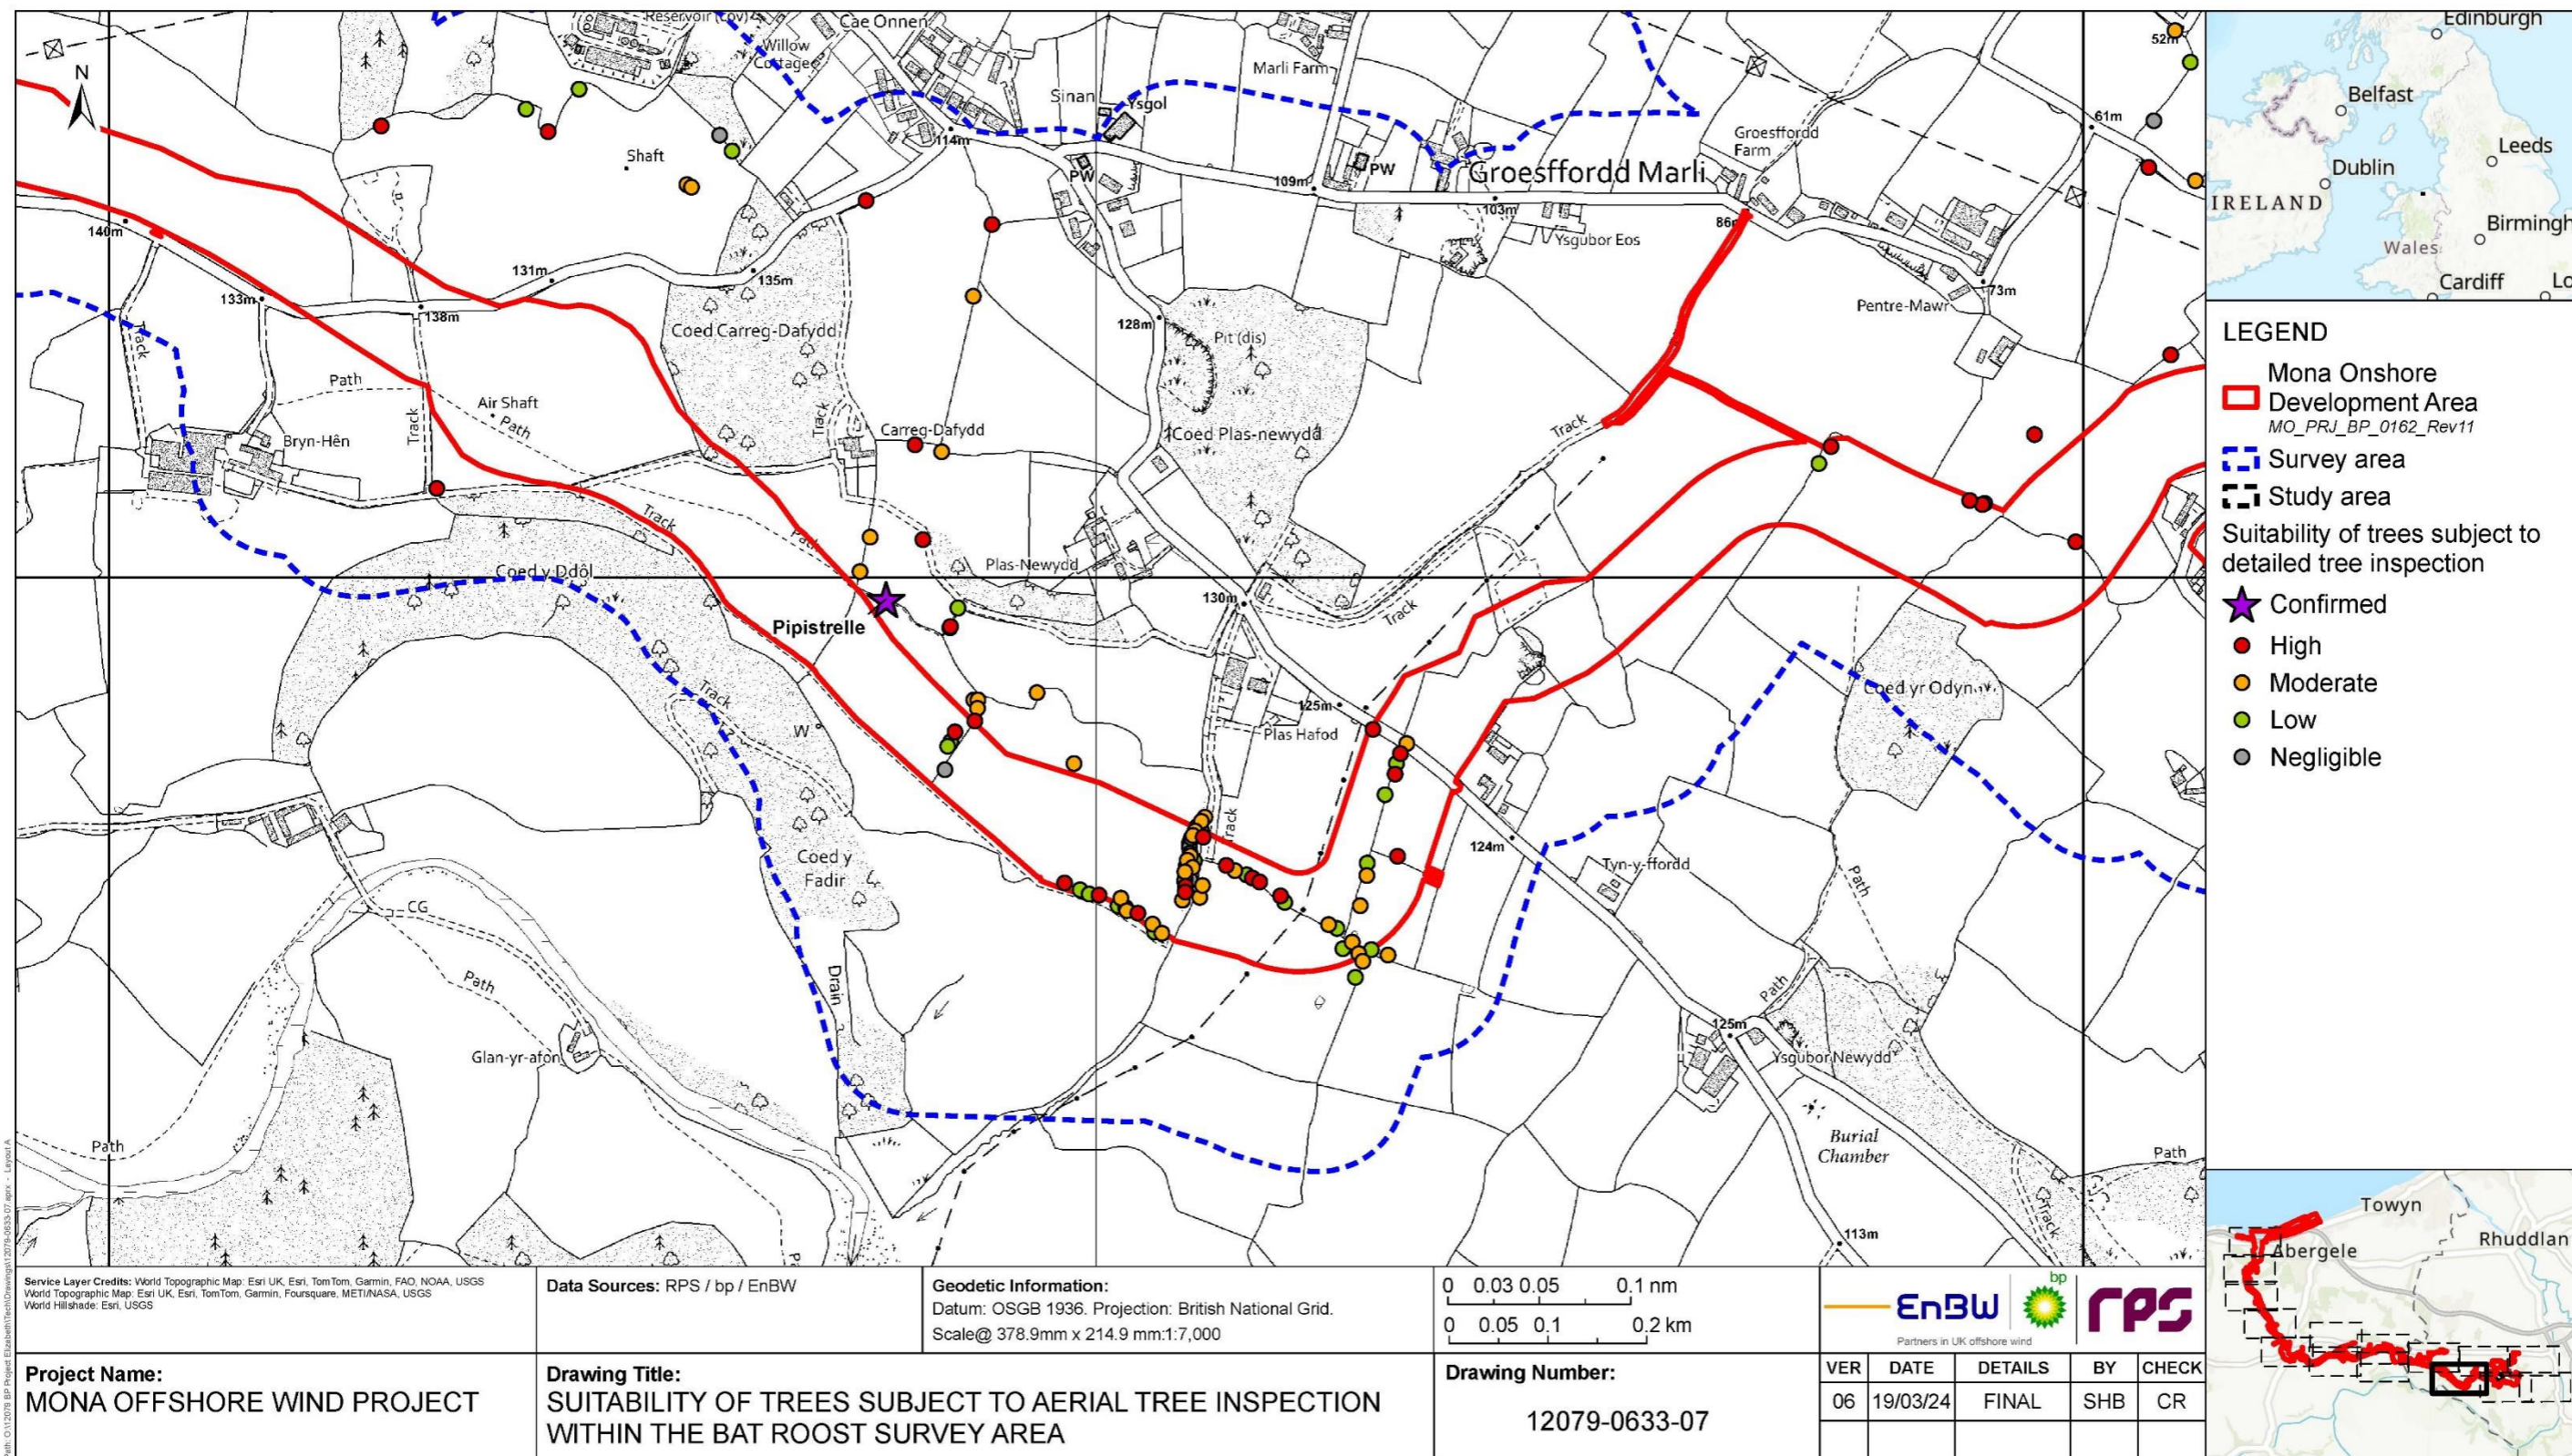 Reservoir (cov)
Cae Onnen
Willow
Cottage
Marli Farm
Sinan
Ysgol
52m
61m
N
114m
Shaft
PW
109m
PW
Groesffordd Marli
Groesffordd
Farm
103m
86m
Ysgubor Eos
140m
131m
135m
133m
138m
73m
Pentre-Mawr
Track
Coed Carreg-Dafydd
128m
Pit (dis)
Path
Air Shaft
Path
Track
Bryn-Hên
Track
Carreg-Dafydd
Coed Plas-newydd
Track
Track
Path
Coed y Ddôl
Plas-Newydd
130m
Track
Pipistrelle
Track
W
125m
Plas Hafod
Coed yr Odyn
Track
124m
Tyn-y-ffordd
Coed y
Fadir
Path
CG
Path
Drain
Path
125m
Glan-yr-afon
Ysgubor Newydd
Burial
Chamber
Path
Path
Track
113m
Edinburgh
Belfast
Leeds
Dublin
IRELAND
Birmingh
Wales
Cardiff
Lo
LEGEND
Mona Onshore
Development Area
MO_PRJ_BP_0162_Rev11
Survey area
Study area
Suitability of trees subject to
detailed tree inspection
Confirmed
High
Moderate
Low
Negligible
Towyn
Abergele
Rhuddlan
Service Layer Credits: World Topographic Map: Esri UK, Esri, TomTom, Garmin, FAO, NOAA, USGS
World Topographic Map: Esri UK, Esri, TomTom, Garmin, Foursquare, METI/NASA, USGS
World Hillshade: Esri, USGS
Data Sources: RPS / bp / EnBW
Geodetic Information:
Datum: OSGB 1936. Projection: British National Grid.
Scale@ 378.9mm x 214.9 mm:1:7,000
0 0.03 0.05 0.1 nm
0 0.05 0.1 0.2 km
EnBW
bp
rps
Partners in UK offshore wind
Project Name:
MONA OFFSHORE WIND PROJECT
Drawing Title:
SUITABILITY OF TREES SUBJECT TO AERIAL TREE INSPECTION
WITHIN THE BAT ROOST SURVEY AREA
Drawing Number:
12079-0633-07
VER DATE DETAILS BY CHECK
06 19/03/24 FINAL SHB CR